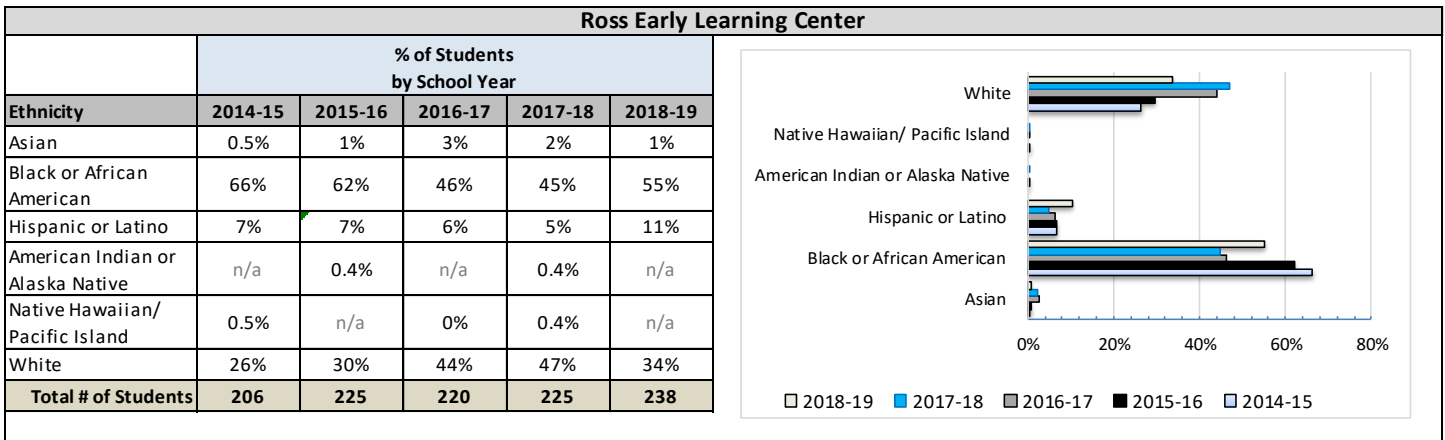 Ross Early Learning Center
% of Students
by School Year
Ethnicity 2014-15 2015-16 2016-17 2017-18 2018-19
Asian 0.5% 1% 3% 2% 1%
Black or African
American 66% 62% 46% 45% 55%
Hispanic or Latino 7% 7% 6% 5% 11%
American Indian or
Alaska Native n/a 0.4% n/a 0.4% n/a
Native Hawaiian/
Pacific Island 0.5% n/a 0% 0.4% n/a
White 26% 30% 44% 47% 34%
Total # of Students 206 225 220 225 238
White
Native Hawaiian/ Pacific Island
American Indian or Alaska Native
Hispanic or Latino
Black or African American
Asian
0% 20% 40% 60% 80%
2018-19 2017-18 2016-17 2015-16 2014-15